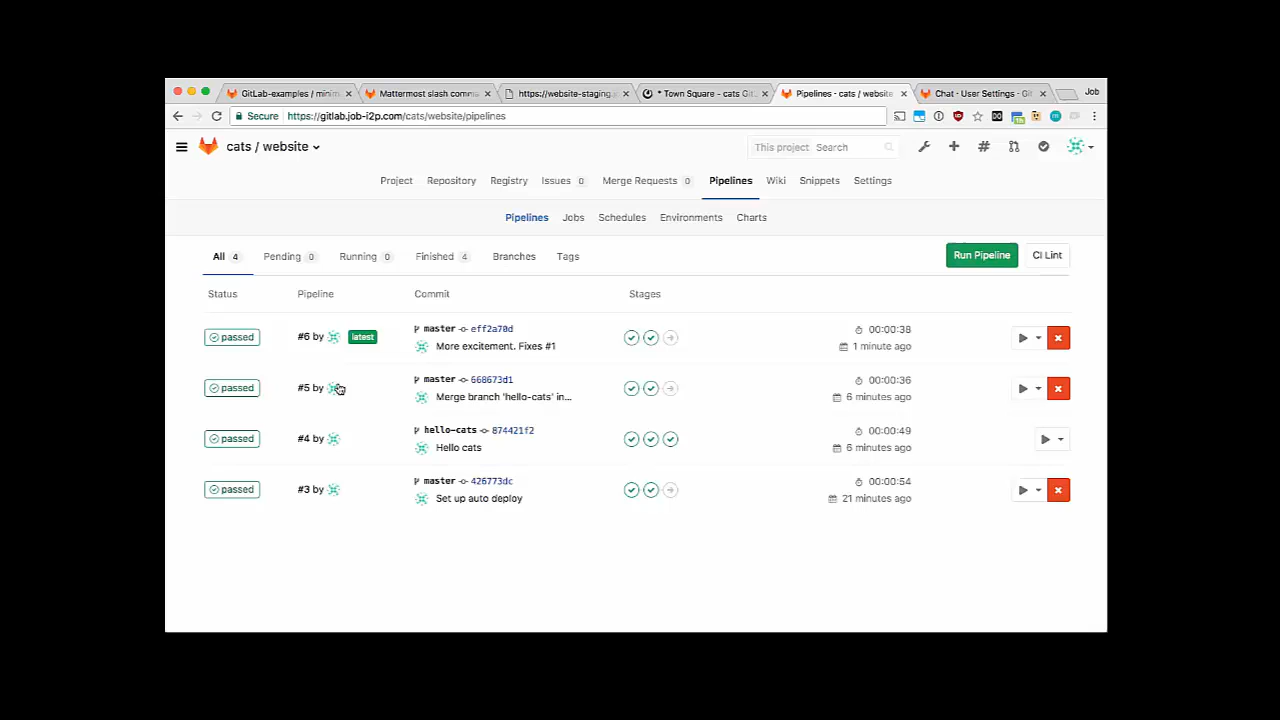 GitLab-examples / minim
Mattermost slash comma
https://website-staging.
* Town Square - cats Git
Pipelines · cats / website
Chat · User Settings · Git
Job
Secure https://gitlab.job-i2p.com/cats/website/pipelines
cats / website
This project Search
Project Repository Registry Issues 0 Merge Requests 0 Pipelines Wiki Snippets Settings
Pipelines Jobs Schedules Environments Charts
All 4 Pending 0 Running 0 Finished 4 Branches Tags Run Pipeline CI Lint
Status Pipeline Commit Stages
passed #6 by latest master eff2a70d 00:00:38
More excitement. Fixes #1 1 minute ago
passed #5 by master 668673d1 00:00:36
Merge branch 'hello-cats' in... 6 minutes ago
passed #4 by hello-cats 874421f2 00:00:49
Hello cats 6 minutes ago
passed #3 by master 426773dc 00:00:54
Set up auto deploy 21 minutes ago